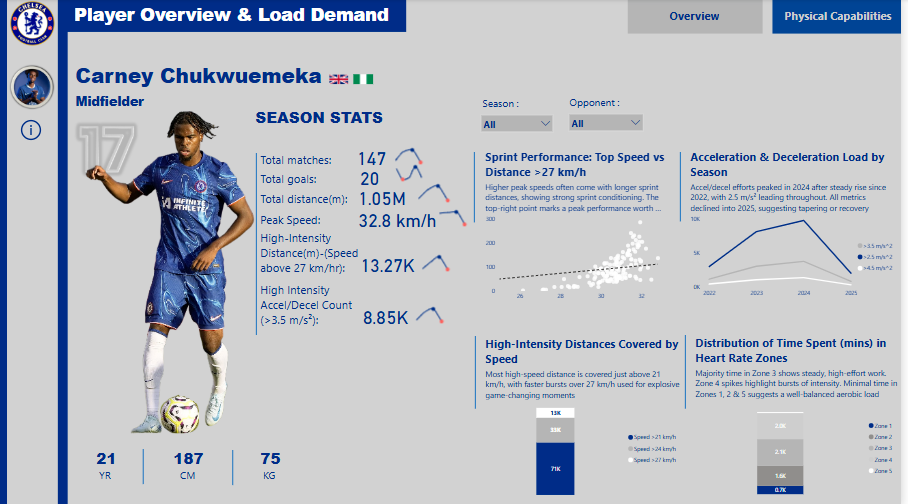 CHELSEA
FOOTBALL CLUB
Player Overview & Load Demand
Overview
Physical Capabilities
Carney Chukwuemeka
Midfielder
17
INFINITE
ATHLETE
SEASON STATS
Total matches: 147
Total goals: 20
Total distance(m): 1.05M
Peak Speed: 32.8 km/h
High-Intensity
Distance(m)-(Speed
above 27 km/hr): 13.27K
High Intensity
Accel/Decel Count
(>3.5 m/s²): 8.85K
21
YR
187
CM
75
KG
Season :
All
Opponent :
All
Sprint Performance: Top Speed vs
Distance >27 km/h
Higher peak speeds often come with longer sprint
distances, showing strong sprint conditioning. The
top-right point marks a peak performance worth ...
300
200
100
0
26 28 30 32
Acceleration & Deceleration Load by
Season
Accel/decel efforts peaked in 2024 after steady rise since
2022, with 2.5 m/s² leading throughout. All metrics
declined into 2025, suggesting tapering or recovery
10K
5K
0K
2022 2023 2024 2025
>3.5 m/s^2
>2.5 m/s^2
>4.5 m/s^2
High-Intensity Distances Covered by
Speed
Most high-speed distance is covered just above 21
km/h, with faster bursts over 27 km/h used for explosive
game-changing moments
13K
71K
Speed >21 km/h
Speed >24 km/h
Speed >27 km/h
Distribution of Time Spent (mins) in
Heart Rate Zones
Majority time in Zone 3 shows steady, high-effort work.
Zone 4 spikes highlight bursts of intensity. Minimal time in
Zones 1, 2 & 5 suggests a well-balanced aerobic load
2.1K
1.6K
0.7K
Zone 1
Zone 2
Zone 3
Zone 4
Zone 5